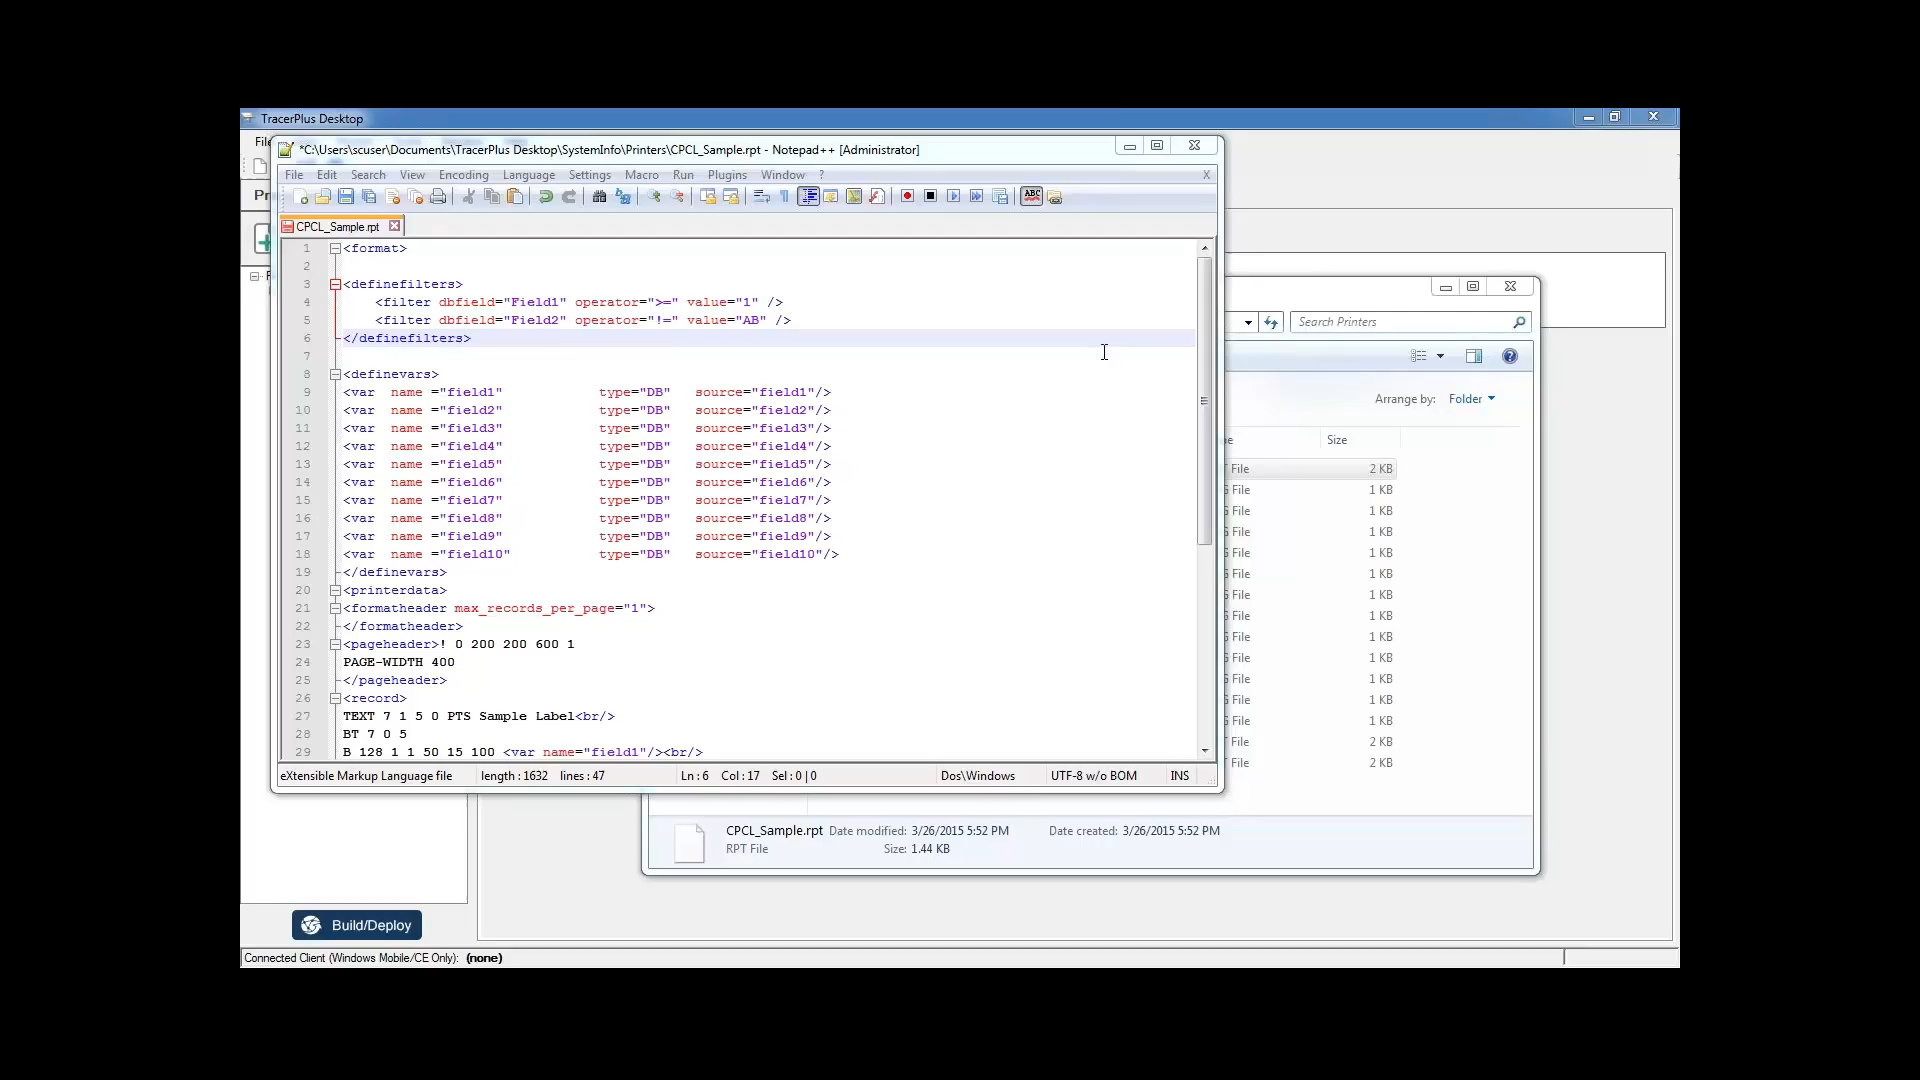 TracerPlus Desktop
*C:\Users\scuser\Documents\TracerPlus Desktop\SystemInfo\Printers\CPCL_Sample.rpt - Notepad++ [Administrator]
File Edit Search View Encoding Language Settings Macro Run Plugins Window ? X
CPCL_Sample.rpt
1 <format>
2
3 <definefilters>
4 <filter dbfield="Field1" operator=">=" value="1" />
5 <filter dbfield="Field2" operator="!=" value="AB" />
6 </definefilters>
7
8 <definevars>
9 <var name ="field1" type="DB" source="field1"/>
10 <var name ="field2" type="DB" source="field2"/>
11 <var name ="field3" type="DB" source="field3"/>
12 <var name ="field4" type="DB" source="field4"/>
13 <var name ="field5" type="DB" source="field5"/>
14 <var name ="field6" type="DB" source="field6"/>
15 <var name ="field7" type="DB" source="field7"/>
16 <var name ="field8" type="DB" source="field8"/>
17 <var name ="field9" type="DB" source="field9"/>
18 <var name ="field10" type="DB" source="field10"/>
19 </definevars>
20 <printerdata>
21 <formatheader max_records_per_page="1">
22 </formatheader>
23 <pageheader>! 0 200 200 600 1
24 PAGE-WIDTH 400
25 </pageheader>
26 <record>
27 TEXT 7 1 5 0 PTS Sample Label<br/>
28 BT 7 0 5
29 B 128 1 1 50 15 100 <var name="field1"/><br/>
eXtensible Markup Language file length : 1632 lines : 47 Ln : 6 Col : 17 Sel : 0 | 0 Dos\Windows UTF-8 w/o BOM INS
Search Printers
Arrange by: Folder
Size
File 2 KB
File 1 KB
File 1 KB
File 1 KB
File 1 KB
File 1 KB
File 1 KB
File 1 KB
File 1 KB
File 1 KB
File 1 KB
File 1 KB
File 1 KB
File 2 KB
File 2 KB
CPCL_Sample.rpt Date modified: 3/26/2015 5:52 PM Date created: 3/26/2015 5:52 PM
RPT File Size: 1.44 KB
Build/Deploy
Connected Client (Windows Mobile/CE Only): (none)